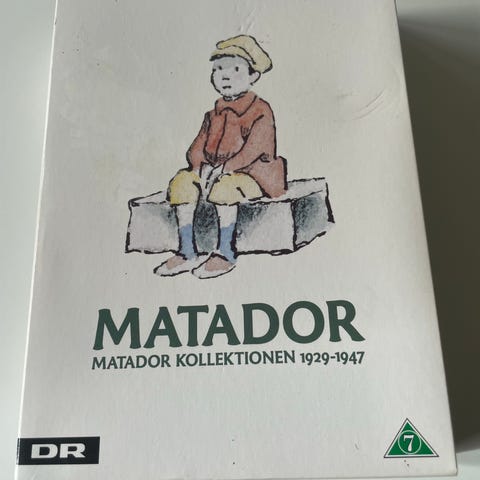 MATADOR
MATADOR KOLLEKTIONEN 1929-1947
DR
7